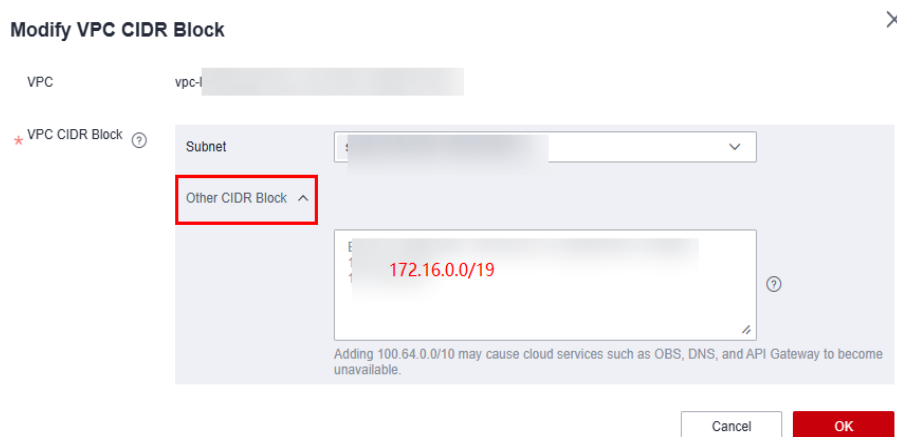 Modify VPC CIDR Block
VPC
vpc-
* VPC CIDR Block ?
Subnet
Other CIDR Block
172.16.0.0/19
?
Adding 100.64.0.0/10 may cause cloud services such as OBS, DNS, and API Gateway to become
unavailable.
Cancel
OK